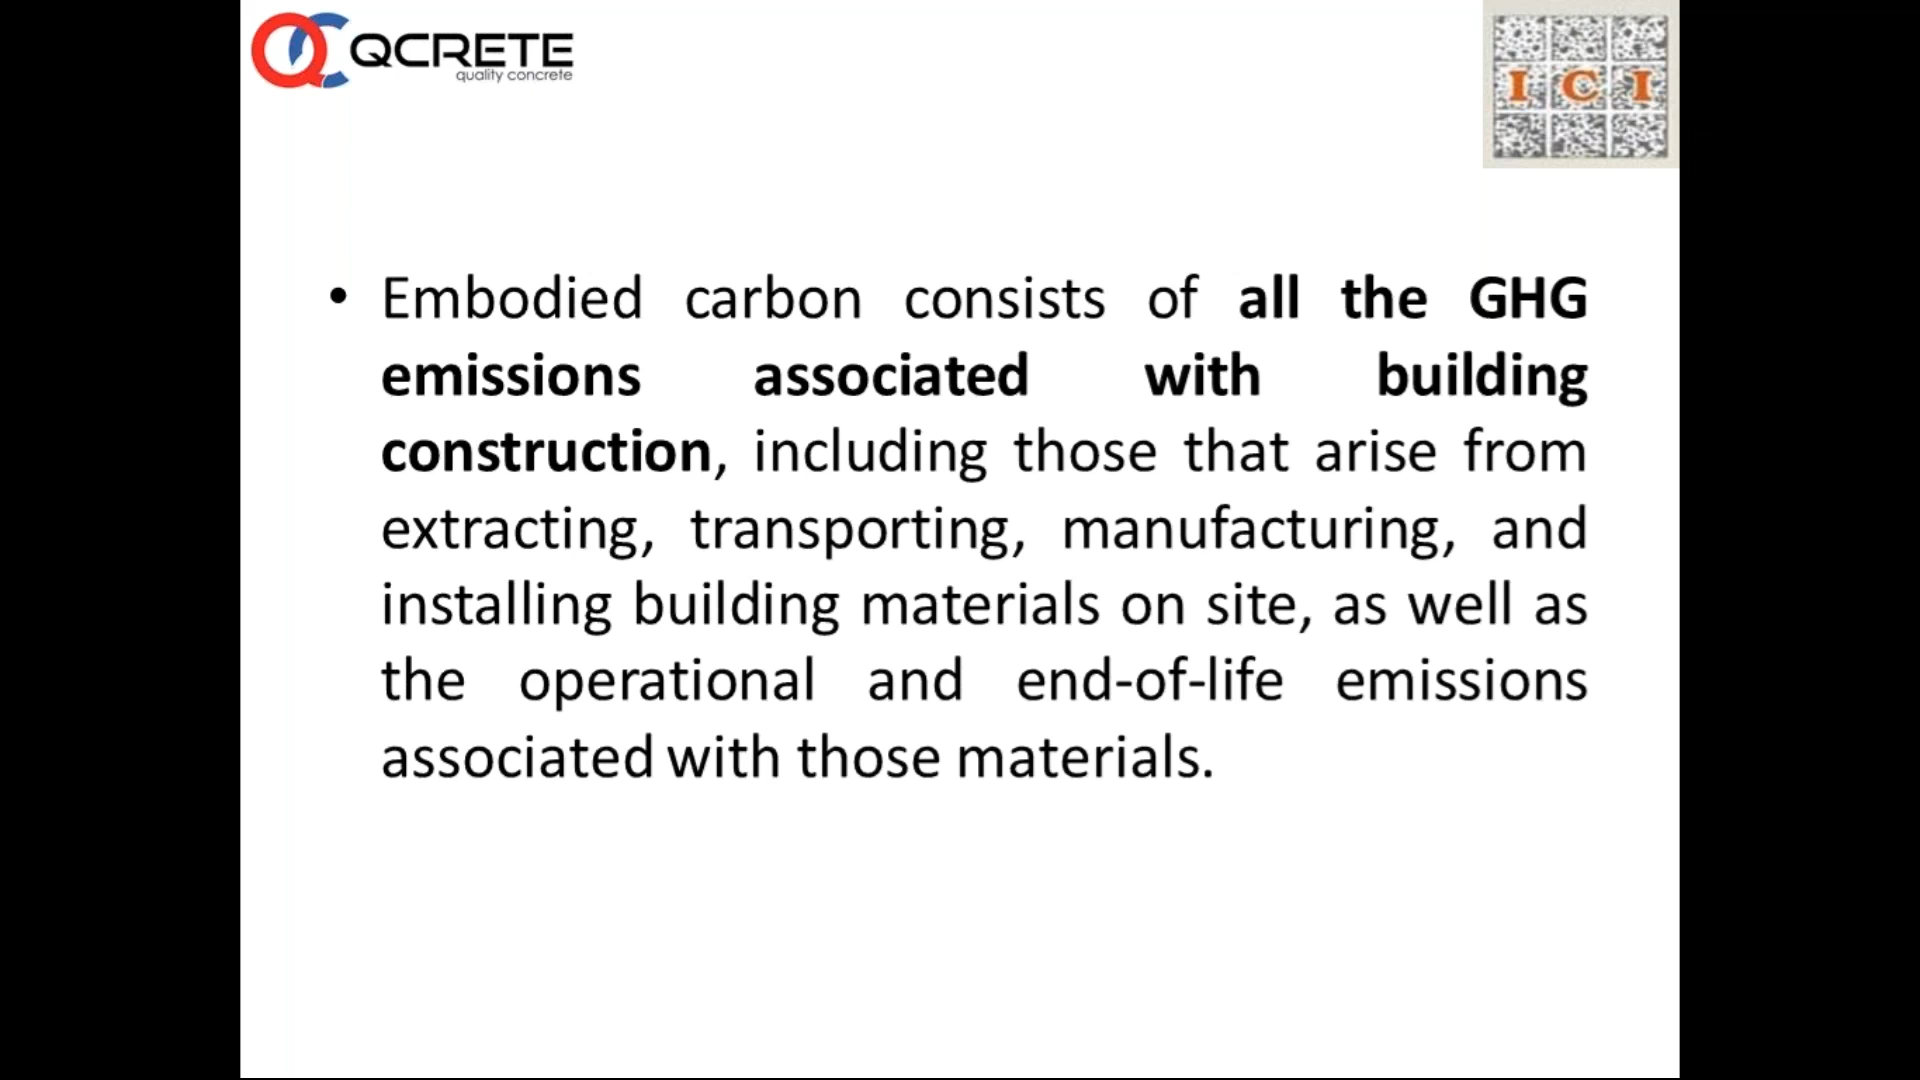 QCRETE
quality concrete
I C I
• Embodied carbon consists of all the GHG
emissions associated with building
construction, including those that arise from
extracting, transporting, manufacturing, and
installing building materials on site, as well as
the operational and end-of-life emissions
associated with those materials.